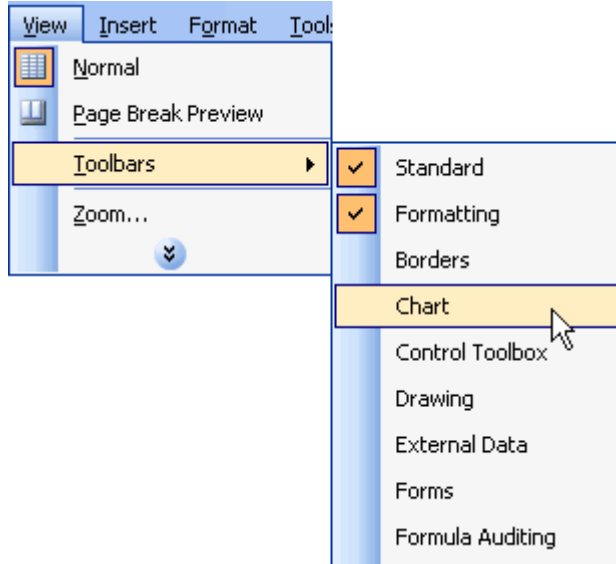 View Insert Format Tool
Normal
Page Break Preview
Toolbars
Zoom...
Standard
Formatting
Borders
Chart
Control Toolbox
Drawing
External Data
Forms
Formula Auditing